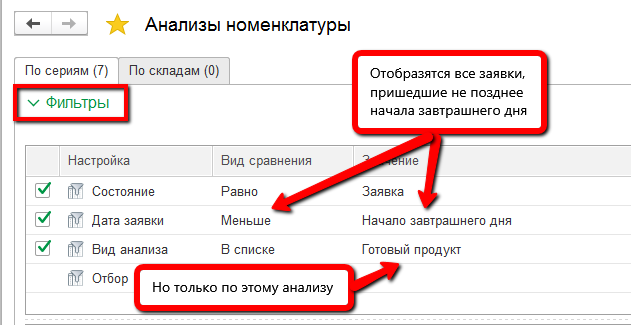 Анализы номенклатуры
По сериям (7) По складам (0)
Фильтры
Отобразятся все заявки,
пришедшие не позднее
начала завтрашнего дня
Настройка Вид сравнения
Состояние Равно Заявка
Дата заявки Меньше Начало завтрашнего дня
Вид анализа В списке Готовый продукт
Отбор
Но только по этому анализу